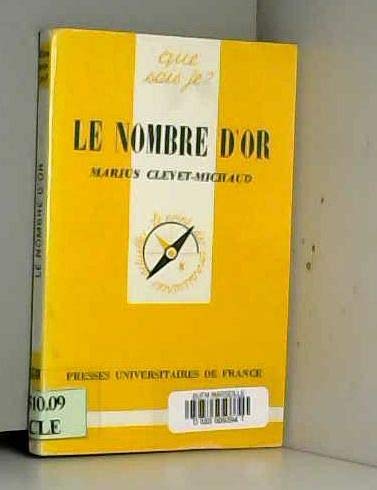 que
sais-je?
LE NOMBRE D'OR
MARIUS CLEYET-MICHAUD
PRESSES UNIVERSITAIRES DE FRANCE
LE NOMBRE D'OR
510.09
CLE